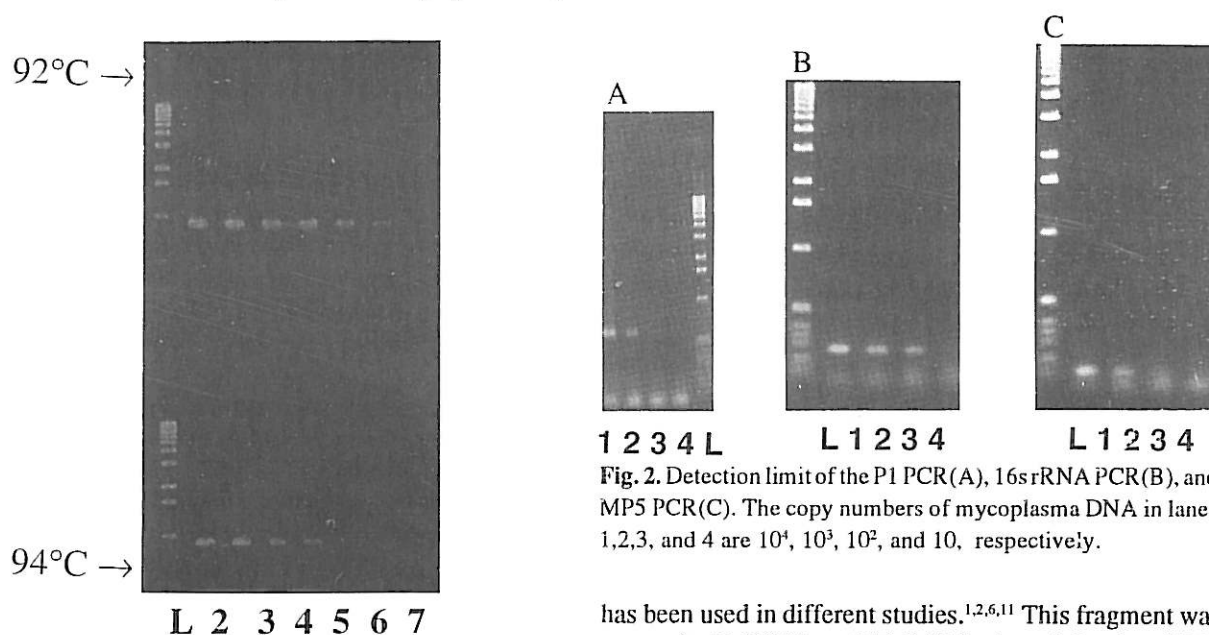 92°C →
94°C →
L 2 3 4 5 6 7
A
B
C
1 2 3 4 L
L 1 2 3 4
L 1 2 3 4
Fig. 2. Detection limit of the P1 PCR(A), 16s rRNA PCR(B), and
MP5 PCR(C). The copy numbers of mycoplasma DNA in lane
1,2,3, and 4 are 10⁴, 10³, 10², and 10, respectively.
has been used in different studies.¹,²,⁶,¹¹ This fragment wa